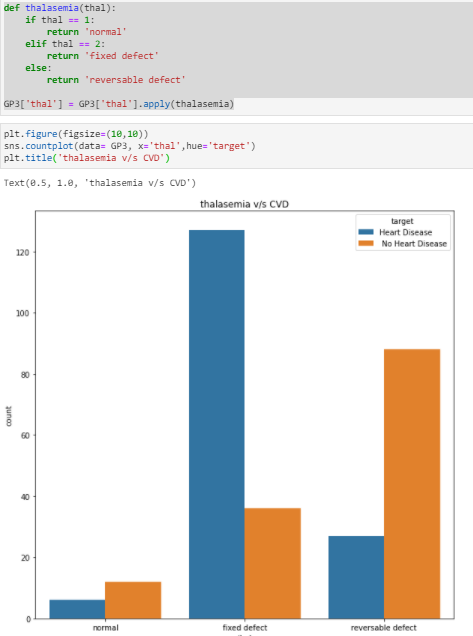 def thalasemia(thal):
    if thal == 1:
        return 'normal'
    elif thal == 2:
        return 'fixed defect'
    else:
        return 'reversable defect'
GP3['thal'] = GP3['thal'].apply(thalasemia)
plt.figure(figsize=(10,10))
sns.countplot(data= GP3, x='thal',hue='target')
plt.title('thalasemia v/s CVD')
Text(0.5, 1.0, 'thalasemia v/s CVD')
thalasemia v/s CVD
target
Heart Disease
No Heart Disease
120
100
80
60
40
20
0
count
normal
fixed defect
reversable defect